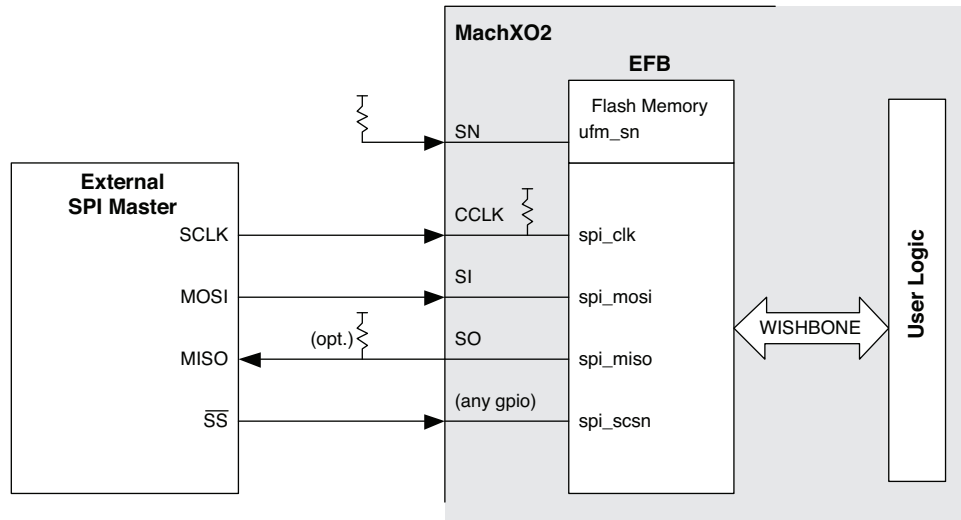 MachXO2
EFB
Flash Memory
ufm_sn
SN
External
SPI Master
CCLK
SCLK
spi_clk
SI
MOSI
spi_mosi
(opt.)
SO
MISO
spi_miso
(any gpio)
SS
spi_scsn
WISHBONE
User Logic